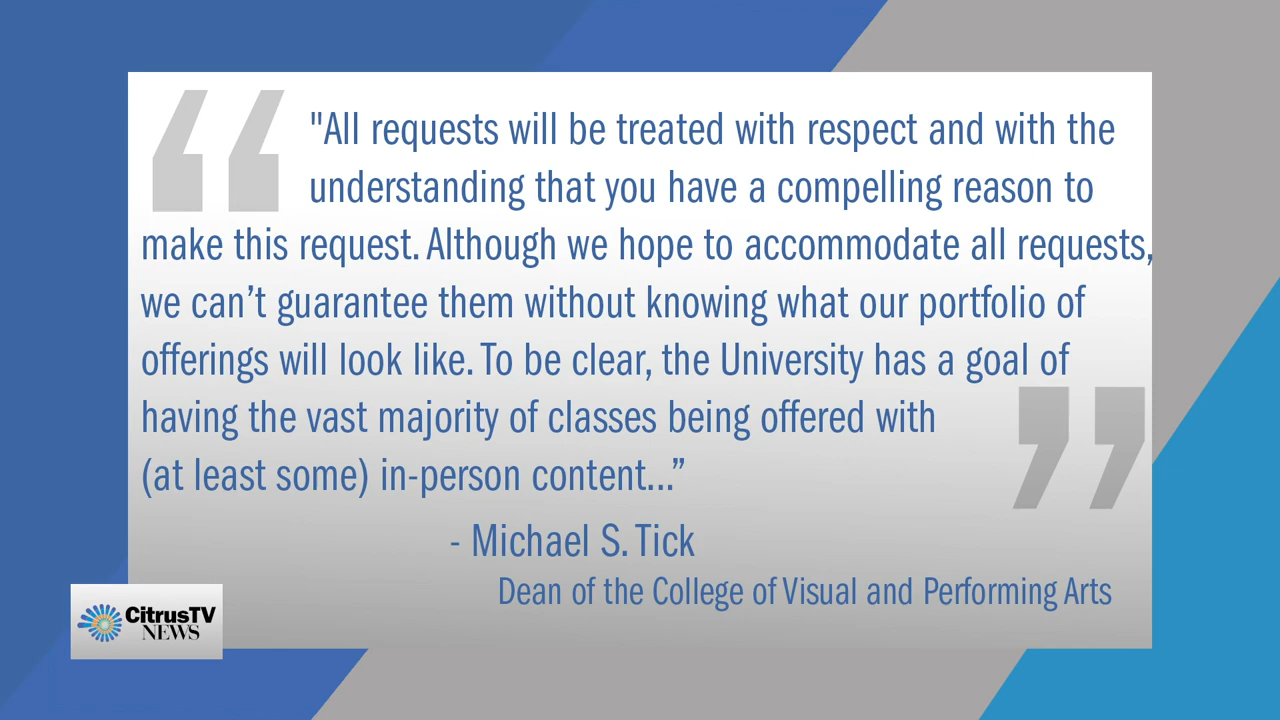 "All requests will be treated with respect and with the
understanding that you have a compelling reason to
make this request. Although we hope to accommodate all requests,
we can’t guarantee them without knowing what our portfolio of
offerings will look like. To be clear, the University has a goal of
having the vast majority of classes being offered with
(at least some) in-person content...”
- Michael S. Tick
Dean of the College of Visual and Performing Arts
CitrusTV
NEWS